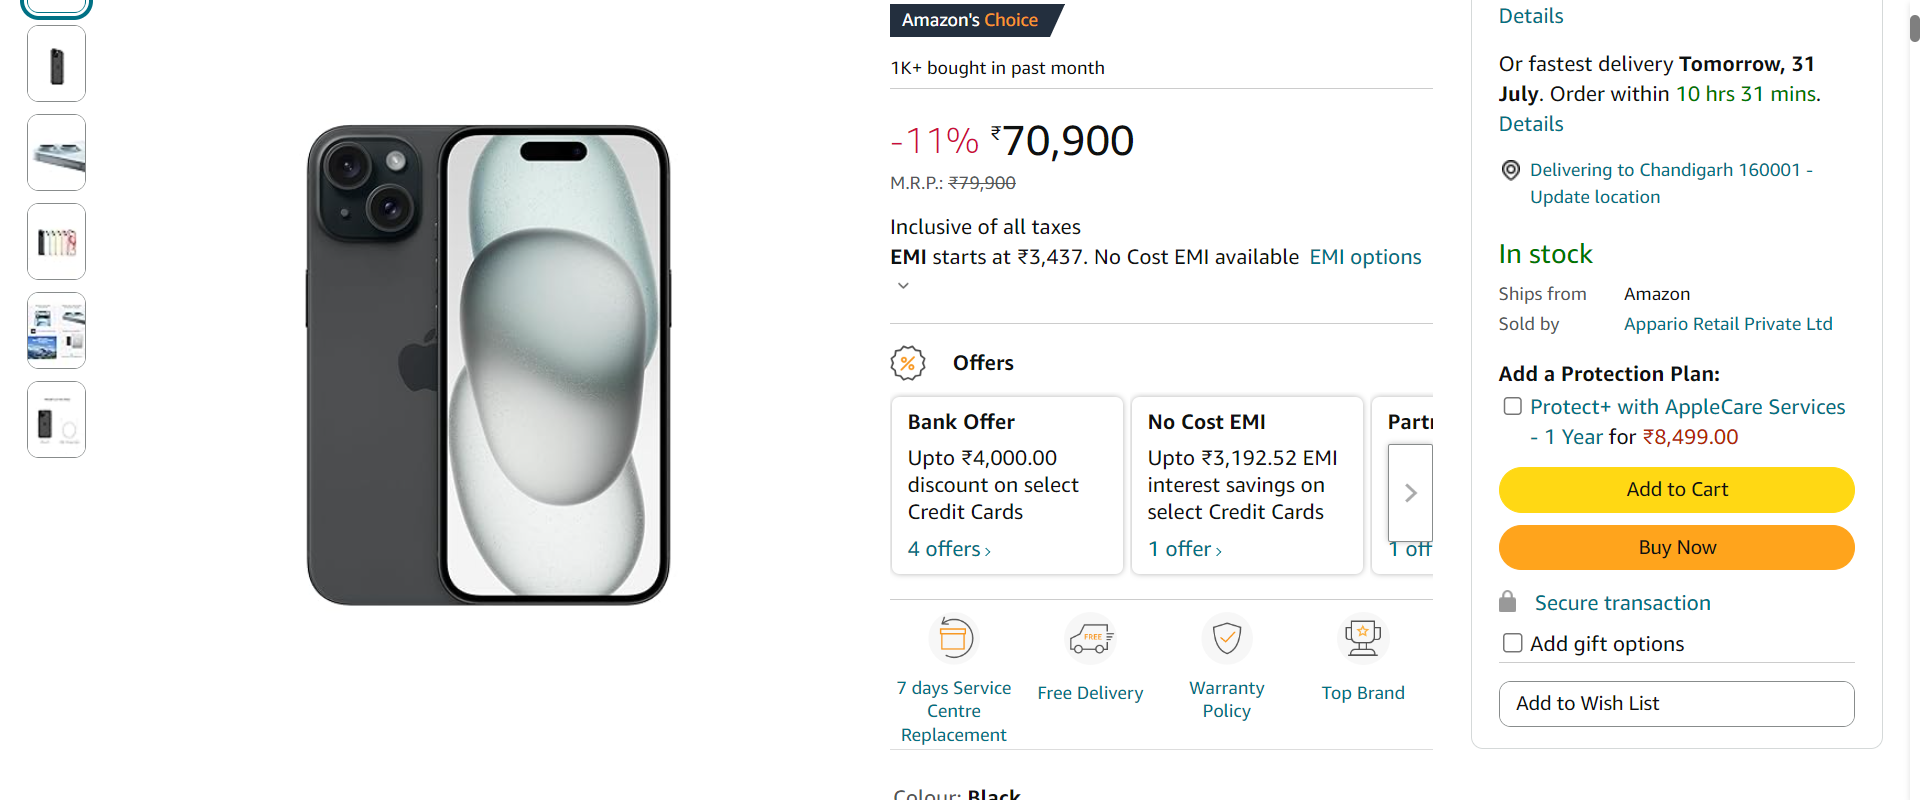 Amazon's Choice
1K+ bought in past month
-11% ₹70,900
M.R.P.: ₹79,900
Inclusive of all taxes
EMI starts at ₹3,437. No Cost EMI available EMI options
Offers
Bank Offer
Upto ₹4,000.00
discount on select
Credit Cards
4 offers ›
No Cost EMI
Upto ₹3,192.52 EMI
interest savings on
select Credit Cards
1 offer ›
Part
1 off
7 days Service
Centre
Replacement
Free Delivery
FREE
Warranty
Policy
Top Brand
Colour: Black
Details
Or fastest delivery Tomorrow, 31
July. Order within 10 hrs 31 mins.
Details
Delivering to Chandigarh 160001 -
Update location
In stock
Ships from Amazon
Sold by Appario Retail Private Ltd
Add a Protection Plan:
Protect+ with AppleCare Services
- 1 Year for ₹8,499.00
Add to Cart
Buy Now
Secure transaction
Add gift options
Add to Wish List